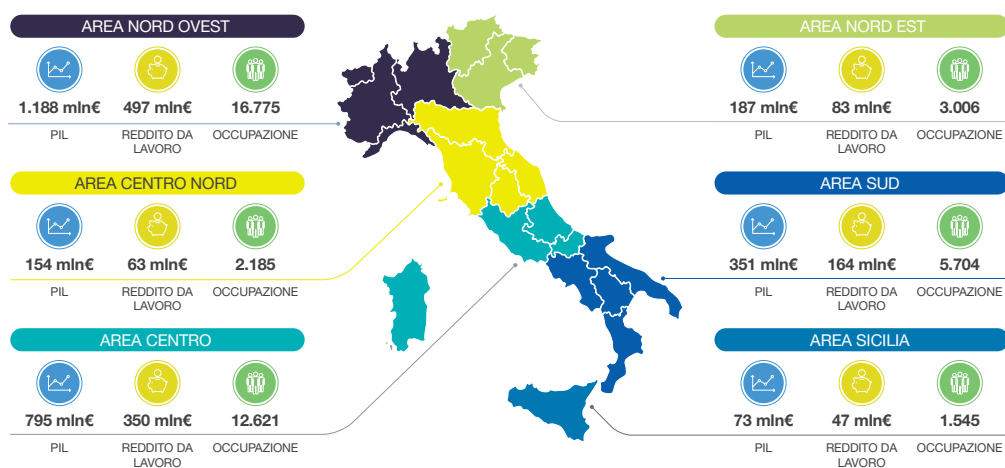 AREA NORD OVEST
1.188 mln€ 497 mln€ 16.775
PIL REDDITO DA LAVORO OCCUPAZIONE
AREA CENTRO NORD
154 mln€ 63 mln€ 2.185
PIL REDDITO DA LAVORO OCCUPAZIONE
AREA CENTRO
795 mln€ 350 mln€ 12.621
PIL REDDITO DA LAVORO OCCUPAZIONE
AREA NORD EST
187 mln€ 83 mln€ 3.006
PIL REDDITO DA LAVORO OCCUPAZIONE
AREA SUD
351 mln€ 164 mln€ 5.704
PIL REDDITO DA LAVORO OCCUPAZIONE
AREA SICILIA
73 mln€ 47 mln€ 1.545
PIL REDDITO DA LAVORO OCCUPAZIONE